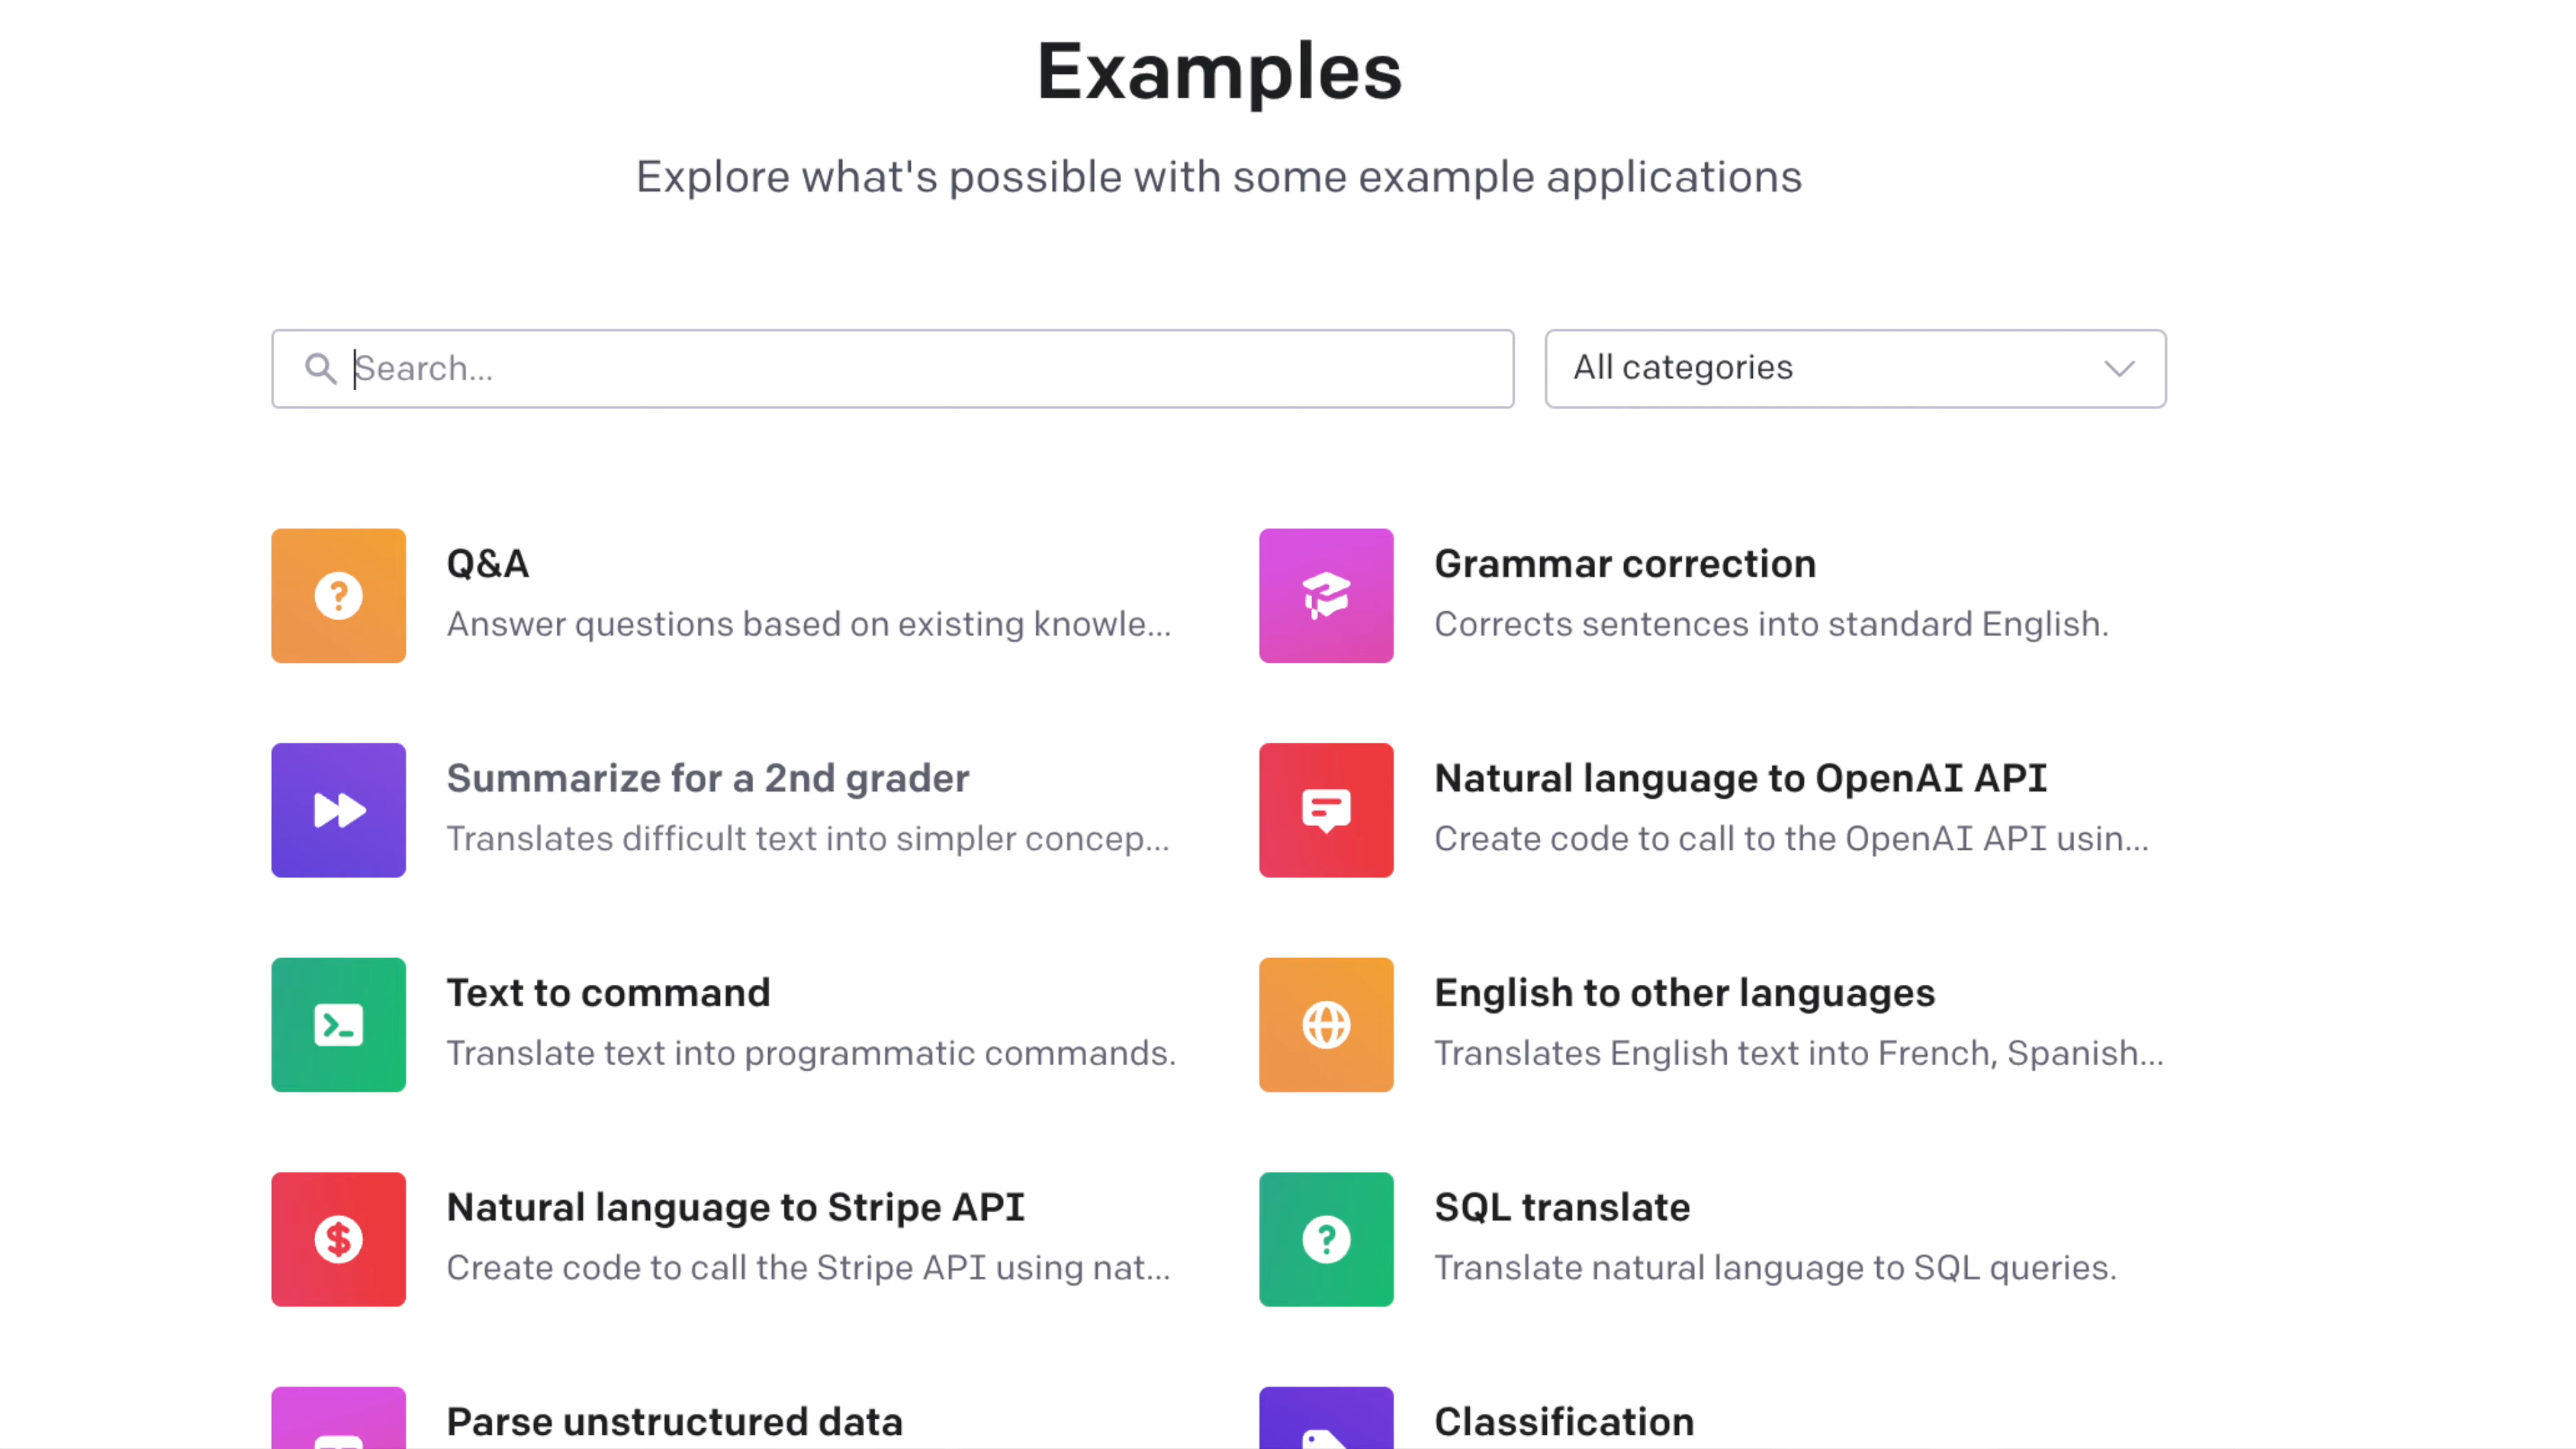 Examples
Explore what's possible with some example applications
Search...
All categories
Q&A
Answer questions based on existing knowle...
Grammar correction
Corrects sentences into standard English.
Summarize for a 2nd grader
Translates difficult text into simpler concep...
Natural language to OpenAI API
Create code to call to the OpenAI API usin...
Text to command
Translate text into programmatic commands.
English to other languages
Translates English text into French, Spanish...
Natural language to Stripe API
Create code to call the Stripe API using nat...
SQL translate
Translate natural language to SQL queries.
Parse unstructured data
Classification